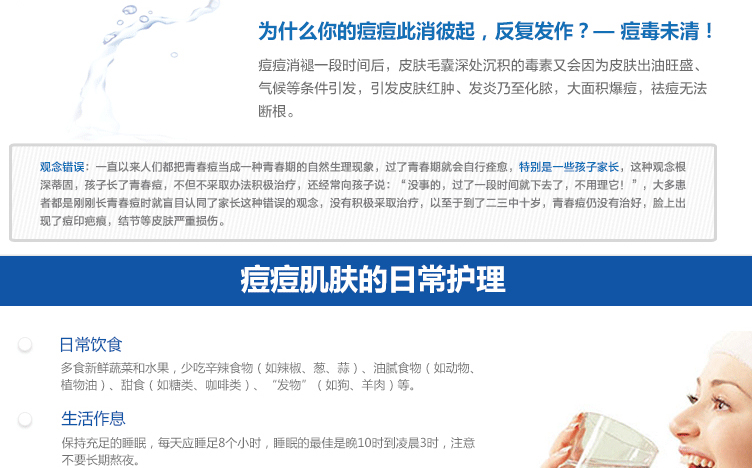 为什么你的痘痘此消彼起，反复发作？— 痘毒未清！
痘痘消褪一段时间后，皮肤毛囊深处沉积的毒素又会因为皮肤出油旺盛、
气候等条件引发，引发皮肤红肿、发炎乃至化脓，大面积爆痘，祛痘无法
断根。
观念错误：一直以来人们都把青春痘当成一种青春期的自然生理现象，过了青春期就会自行痊愈，特别是一些孩子家长，这种观念根
深蒂固，孩子长了青春痘，不但不采取办法积极治疗，还经常向孩子说：“没事的，过了一段时间就下去了，不用理它！”，大多患
者都是刚刚长青春痘时就盲目认同了家长这种错误的观念，没有积极采取治疗，以至于到了二三中十岁，青春痘仍没有治好，脸上出
现了痘印疤痕，结节等皮肤严重损伤。
痘痘肌肤的日常护理
日常饮食
多食新鲜蔬菜和水果，少吃辛辣食物（如辣椒、葱、蒜）、油腻食物（如动物、
植物油）、甜食（如糖类、咖啡类）、“发物”（如狗、羊肉）等。
生活作息
保持充足的睡眠，每天应睡足8个小时，睡眠的最佳是晚10时到凌晨3时，注意
不要长期熬夜。